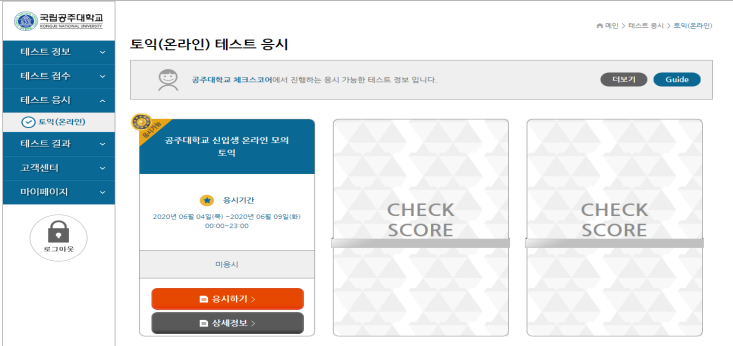 국립공주대학교
KONGJU NATIONAL UNIVERSITY
테스트 정보
테스트 접수
테스트 응시
토익(온라인)
테스트 결과
고객센터
마이페이지
로그아웃
메인 > 테스트 응시 > 토익(온라인)
토익(온라인) 테스트 응시
공주대학교 체크스코어에서 진행하는 응시 가능한 테스트 정보 입니다.
더보기
Guide
응시가능
공주대학교 신입생 온라인 모의
토익
응시기간
2020년 06월 04일(목) ~2020년 06월 09일(화)
00:00~23:00
미응시
응시하기 >
상세정보 >
CHECK
SCORE
CHECK
SCORE